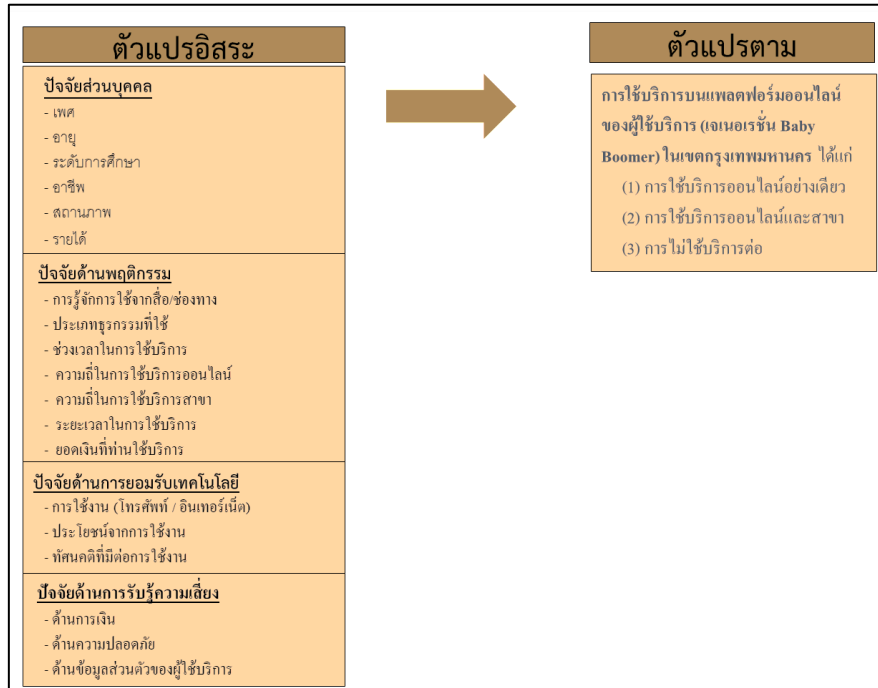 ตัวแปรอิสระ
ปัจจัยส่วนบุคคล
- เพศ
- อายุ
- ระดับการศึกษา
- อาชีพ
- สถานภาพ
- รายได้
ปัจจัยด้านพฤติกรรม
- การรู้จักการใช้จากสื่อ/ช่องทาง
- ประเภทธุรกรรมที่ใช้
- ช่วงเวลาในการใช้บริการ
- ความถี่ในการใช้บริการออนไลน์
- ความถี่ในการใช้บริการสาขา
- ระยะเวลาในการใช้บริการ
- ยอดเงินที่ท่านใช้บริการ
ปัจจัยด้านการยอมรับเทคโนโลยี
- การใช้งาน (โทรศัพท์ / อินเทอร์เน็ต)
- ประโยชน์จากการใช้งาน
- ทัศนคติที่มีต่อการใช้งาน
ปัจจัยด้านการรับรู้ความเสี่ยง
- ด้านการเงิน
- ด้านความปลอดภัย
- ด้านข้อมูลส่วนตัวของผู้ใช้บริการ
ตัวแปรตาม
การใช้บริการบนแพลตฟอร์มออนไลน์
ของผู้ใช้บริการ (เจเนอเรชั่น Baby
Boomer) ในเขตกรุงเทพมหานคร ได้แก่
(1) การใช้บริการออนไลน์อย่างเดียว
(2) การใช้บริการออนไลน์และสาขา
(3) การไม่ใช้บริการต่อ